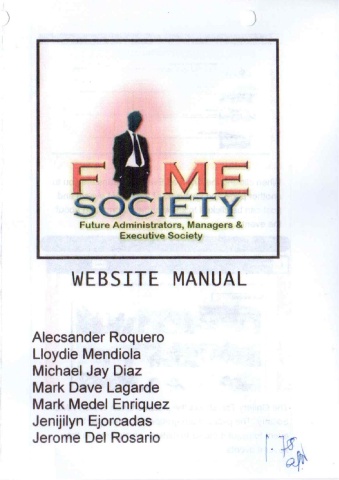 F ME
SOCIETY
Future Administrators, Managers &
Executive Society
WEBSITE MANUAL
Alecsander Roquero
Lloydie Mendiola
Michael Jay Diaz
Mark Dave Lagarde
Mark Medel Enriquez
Jenijilyn Ejorcadas
Jerome Del Rosario
1.75